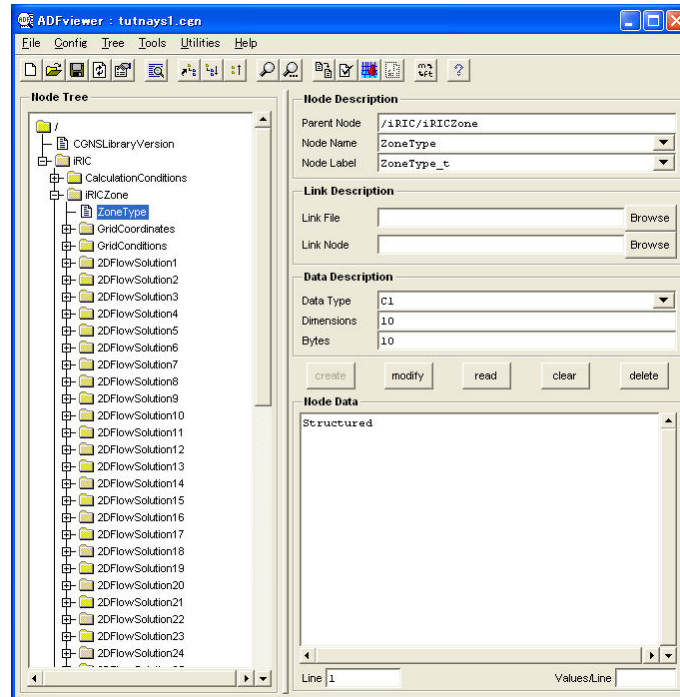 ADFviewer : tutnays1.cgn
File Config Tree Tools Utilities Help
Node Tree
/
CGNSLibraryVersion
iRIC
CalculationConditions
iRICZone
ZoneType
GridCoordinates
GridConditions
2DFlowSolution1
2DFlowSolution2
2DFlowSolution3
2DFlowSolution4
2DFlowSolution5
2DFlowSolution6
2DFlowSolution7
2DFlowSolution8
2DFlowSolution9
2DFlowSolution10
2DFlowSolution11
2DFlowSolution12
2DFlowSolution13
2DFlowSolution14
2DFlowSolution15
2DFlowSolution16
2DFlowSolution17
2DFlowSolution18
2DFlowSolution19
2DFlowSolution20
2DFlowSolution21
2DFlowSolution22
2DFlowSolution23
2DFlowSolution24
Node Description
Parent Node /iRIC/iRICZone
Node Name ZoneType
Node Label ZoneType_t
Link Description
Link File Browse
Link Node Browse
Data Description
Data Type C1
Dimensions 10
Bytes 10
create modify read clear delete
Node Data
Structured
Line 1 Values/Line